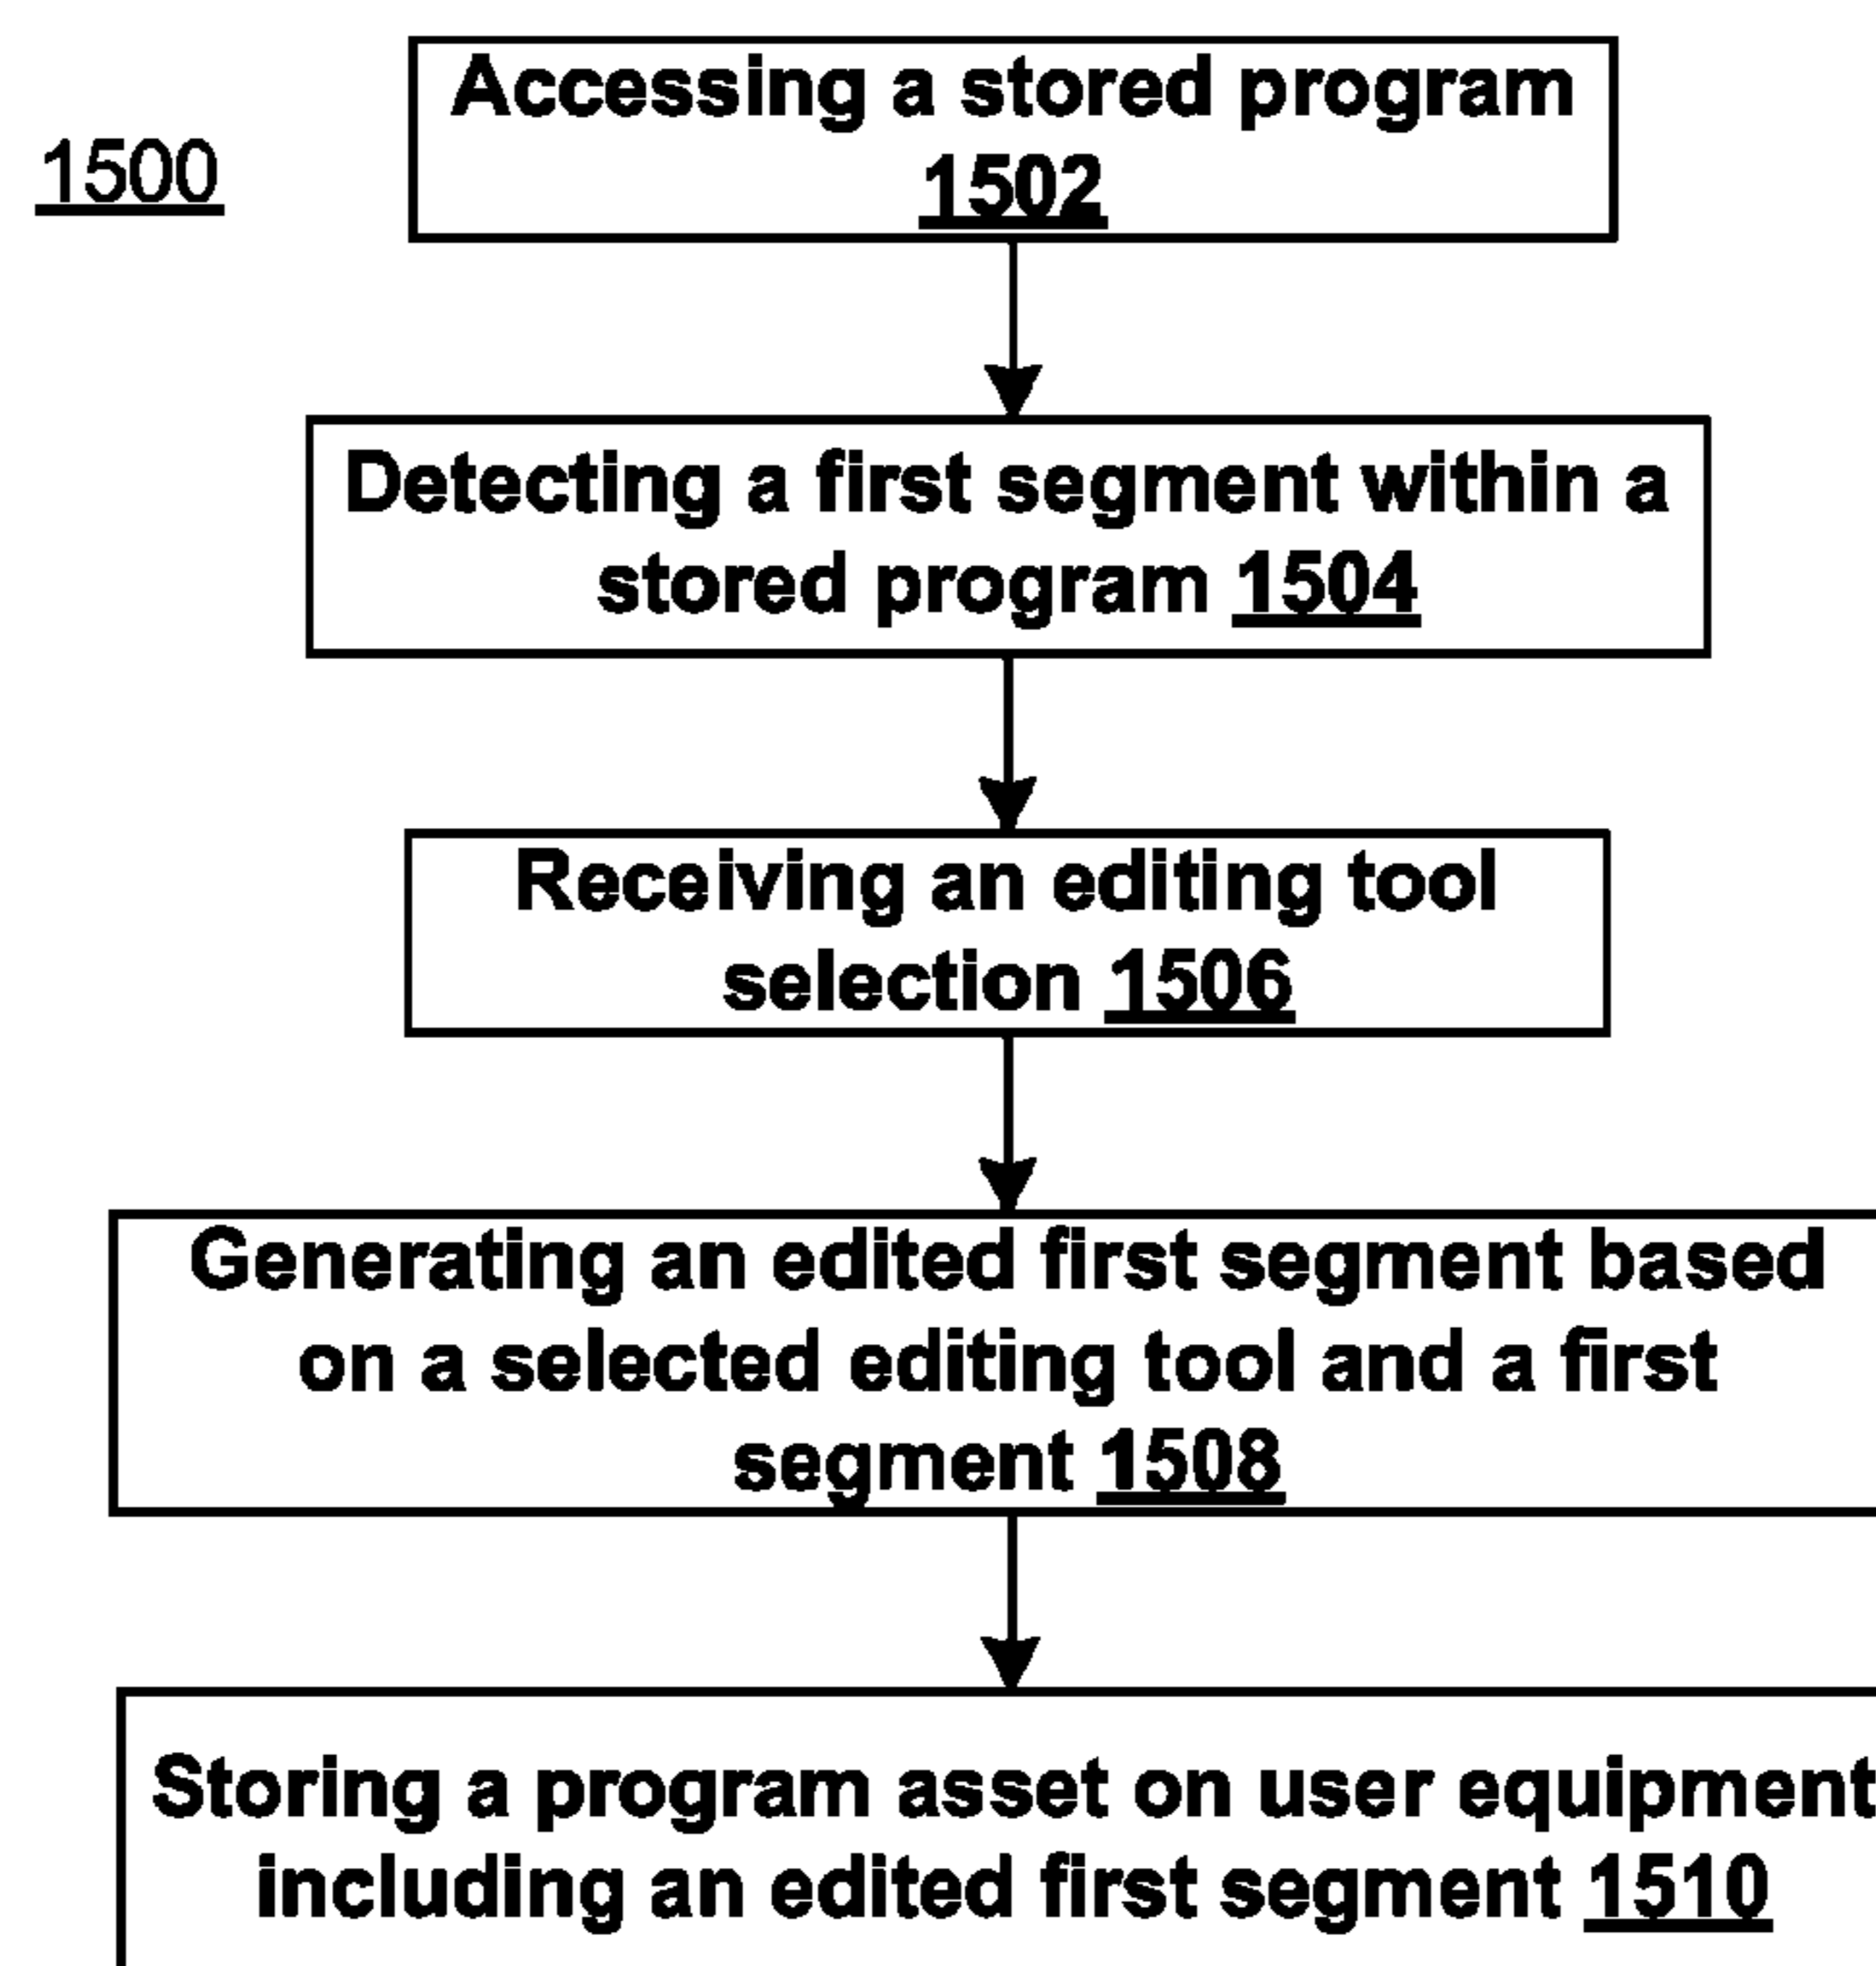 1500
Accessing a stored program
1502
Detecting a first segment within a
stored program 1504
Receiving an editing tool
selection 1506
Generating an edited first segment based
on a selected editing tool and a first
segment 1508
Storing a program asset on user equipment
including an edited first segment 1510